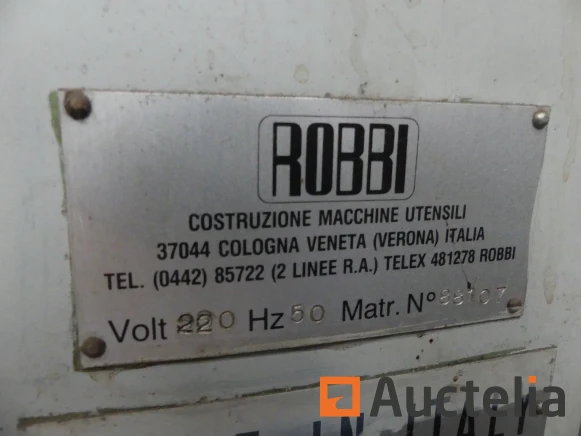 ROBBI
COSTRUZIONE MACCHINE UTENSILI
37044 COLOGNA VENETA (VERONA) ITALIA
TEL. (0442) 85722 (2 LINEE R.A.) TELEX 481278 ROBBI
Volt 220 Hz 50 Matr. N°
Auctelia